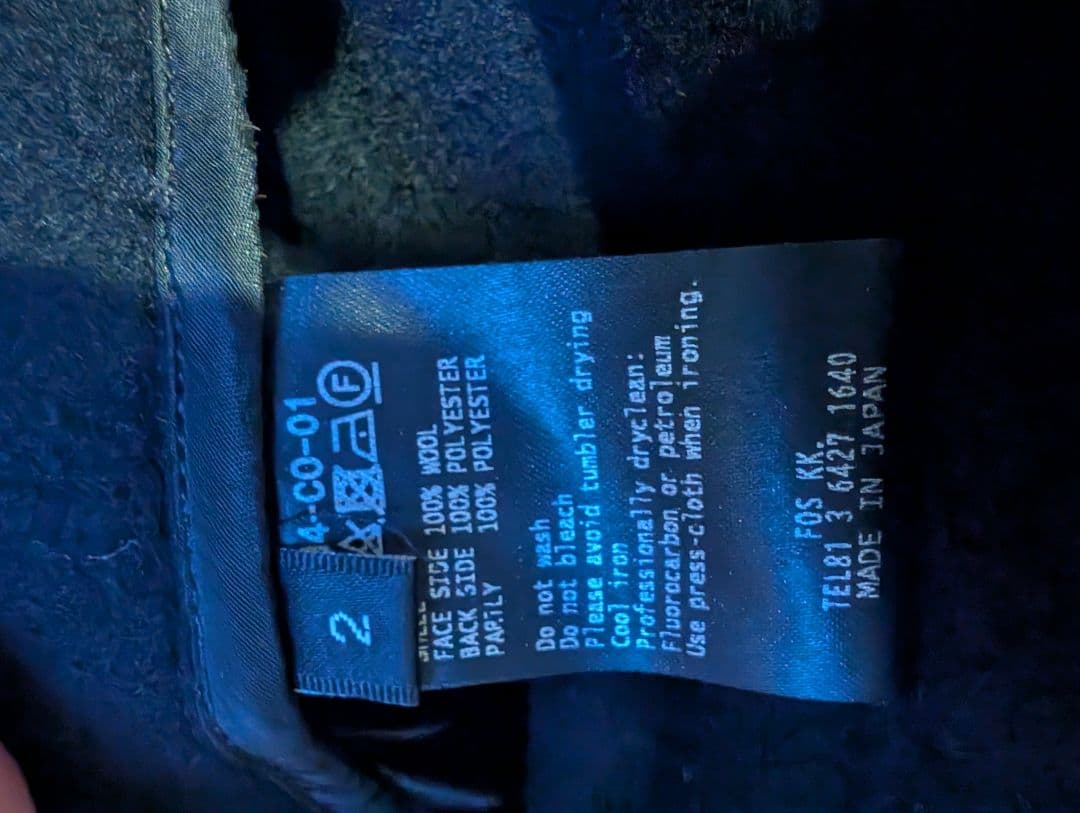 2
4-CO-01
F
FACE SIDE 100% WOOL
BACK SIDE 100% POLYESTER
PARTLY 100% POLYESTER
Do not wash
Do not bleach
Please avoid tumbler drying
Cool iron
Professionally dryclean:
Fluorocarbon or petroleum.
Use press-cloth when ironing.
FOS KK.
TEL81 3 6427 1640
MADE IN JAPAN